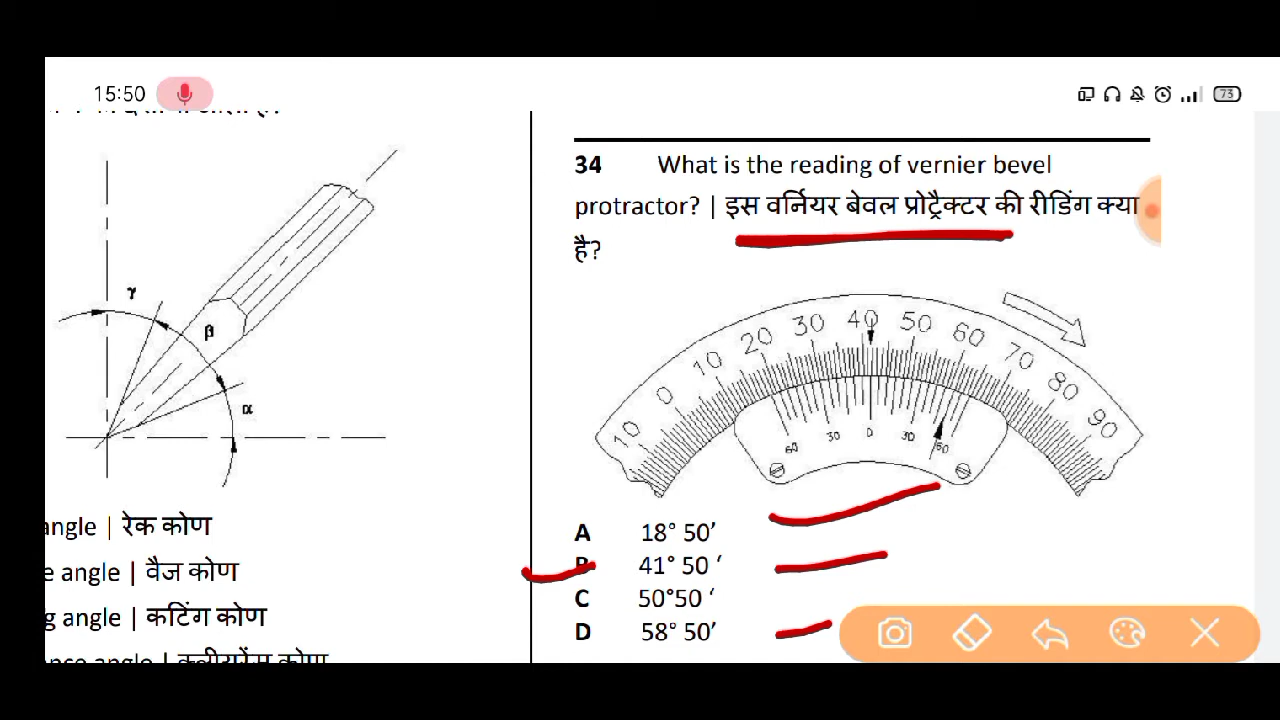 15:50
73
γ
β
α
angle | रेक कोण
e angle | वैज कोण
g angle | कटिंग कोण
34 What is the reading of vernier bevel
protractor? | इस वर्नियर बेवल प्रोट्रैक्टर की रीडिंग क्या
है?
10 0 10 20 30 40 50 60 70 80 90
60 30 0 30 60
A 18° 50′
B 41° 50 ‘
C 50°50 ‘
D 58° 50′